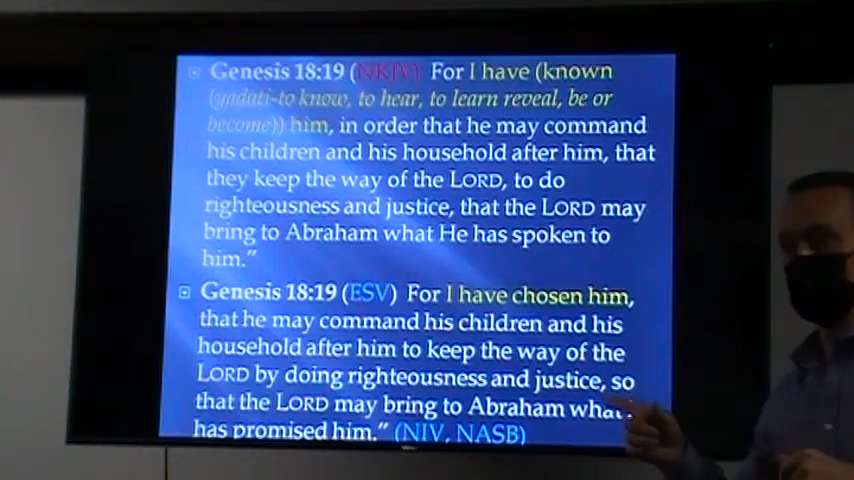 Genesis 18:19 (NKJV) For I have (known
(yadati-to know, to hear, to learn reveal, be or
become)) him, in order that he may command
his children and his household after him, that
they keep the way of the LORD, to do
righteousness and justice, that the LORD may
bring to Abraham what He has spoken to
him."
Genesis 18:19 (ESV) For I have chosen him,
that he may command his children and his
household after him to keep the way of the
LORD by doing righteousness and justice, so
that the LORD may bring to Abraham what
has promised him." (NIV, NASB)